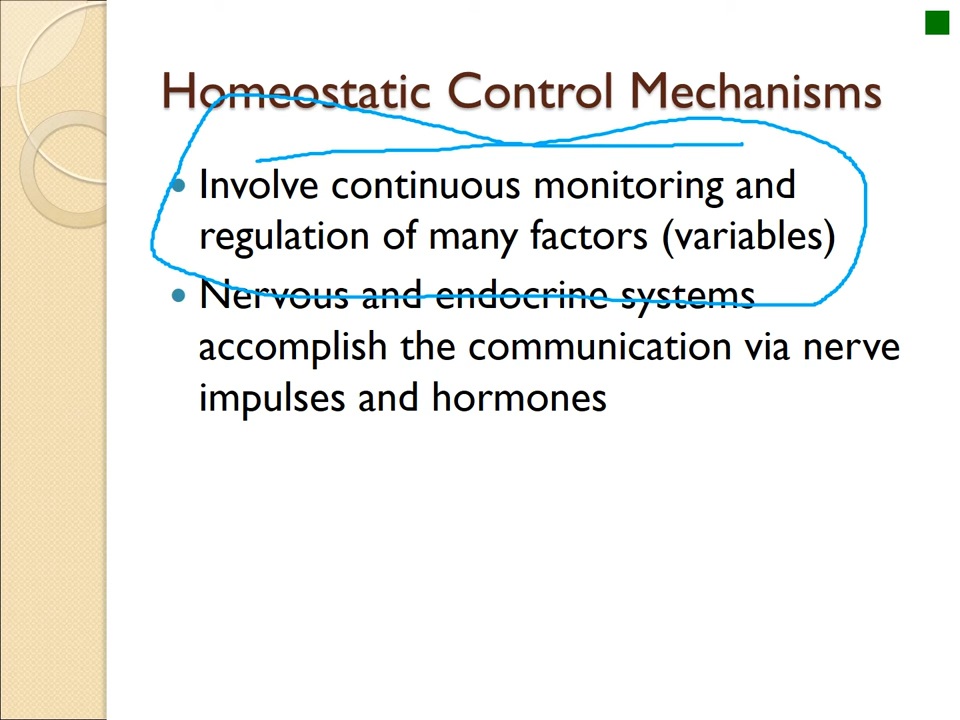 Homeostatic Control Mechanisms
Involve continuous monitoring and
regulation of many factors (variables)
Nervous and endocrine systems
accomplish the communication via nerve
impulses and hormones